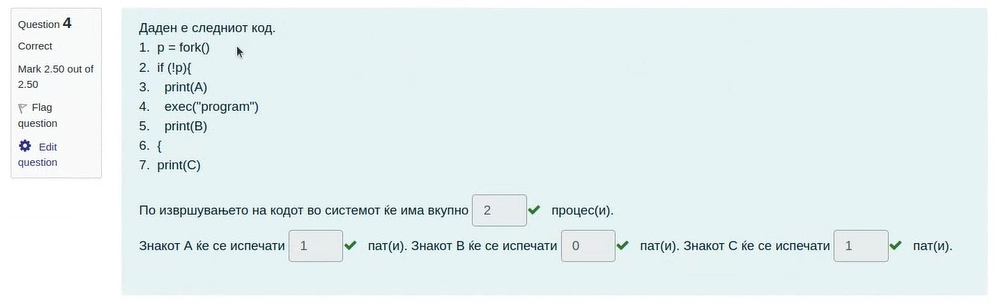 Question 4
Correct
Mark 2.50 out of
2.50
Flag
question
Edit
question
Даден е следниот код.
1. p = fork()
2. if (!p){
3. print(A)
4. exec("program")
5. print(B)
6. {
7. print(C)
По извршувањето на кодот во системот ќе има вкупно 2 процес(и).
Знакот А ќе се испечати 1 пат(и). Знакот В ќе се испечати 0 пат(и). Знакот С ќе се испечати 1 пат(и).